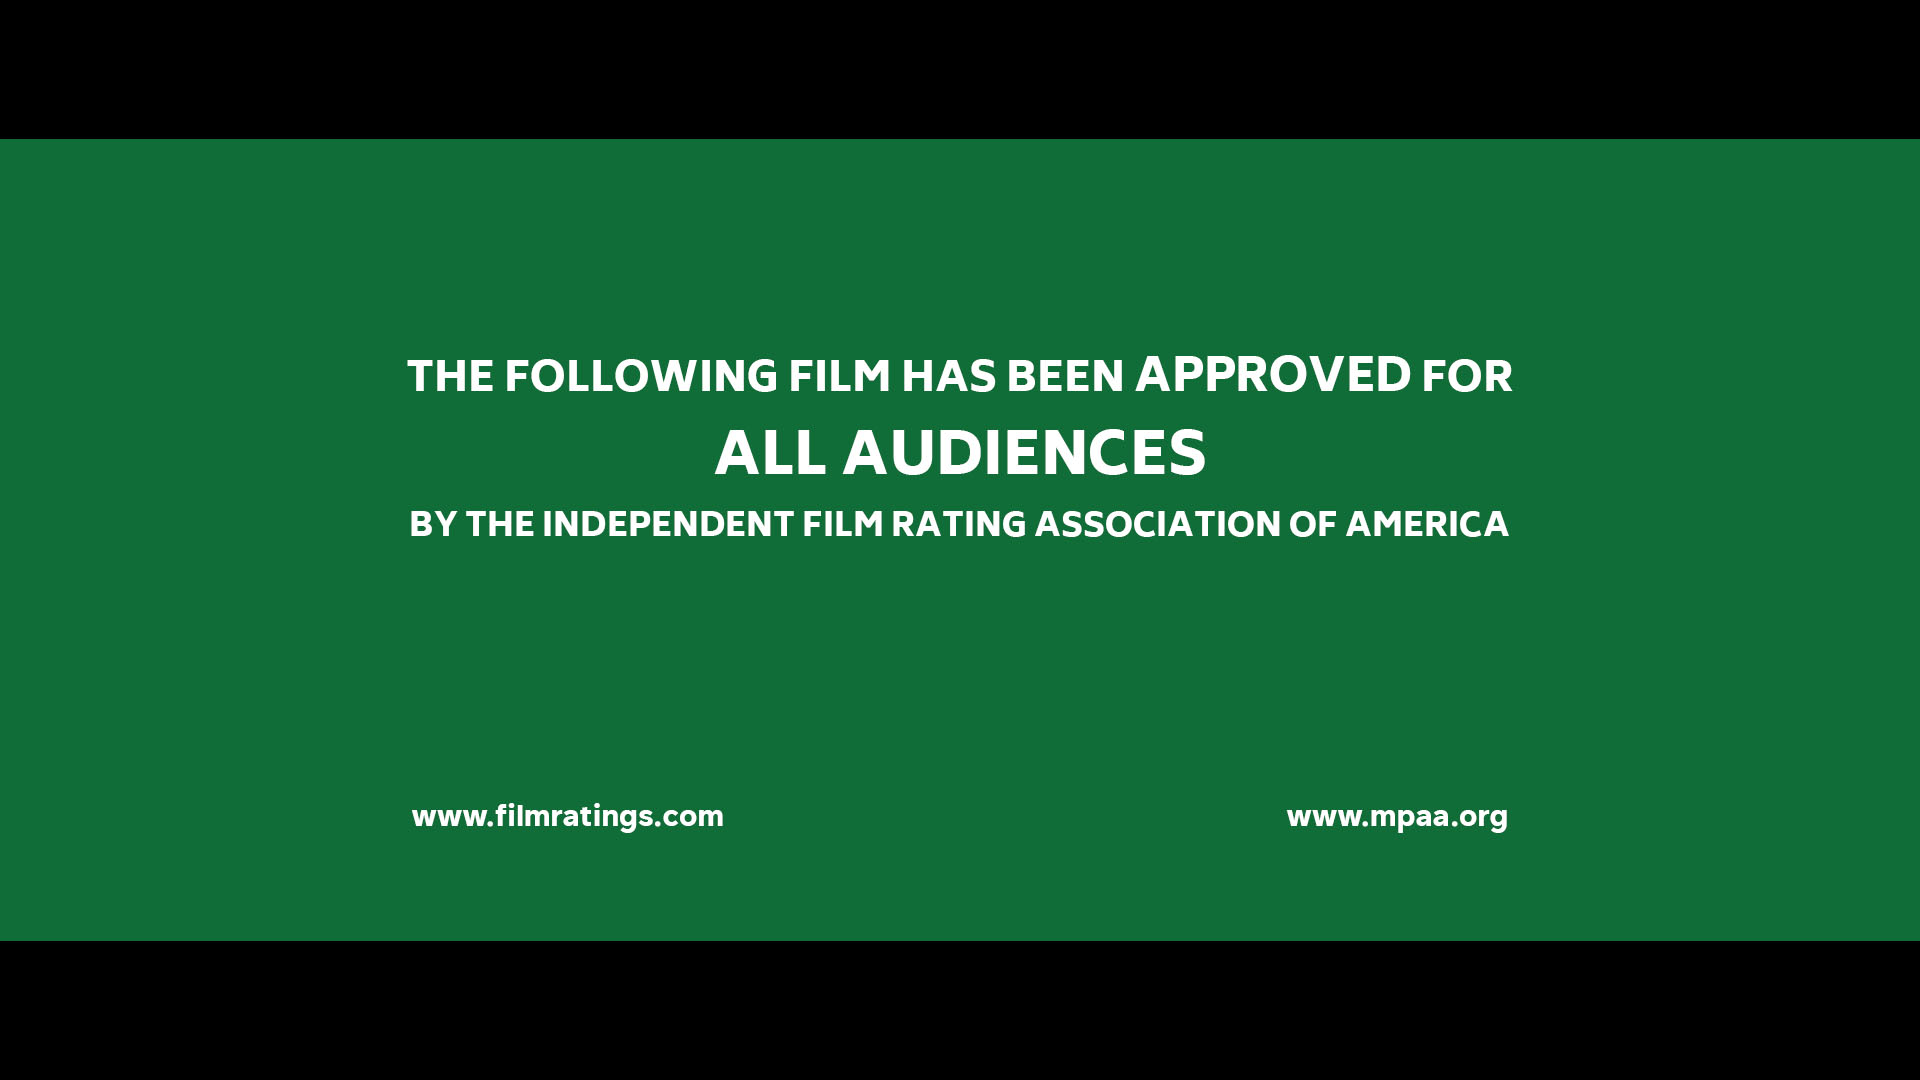 THE FOLLOWING FILM HAS BEEN APPROVED FOR
ALL AUDIENCES
BY THE INDEPENDENT FILM RATING ASSOCIATION OF AMERICA
www.filmratings.com
www.mpaa.org